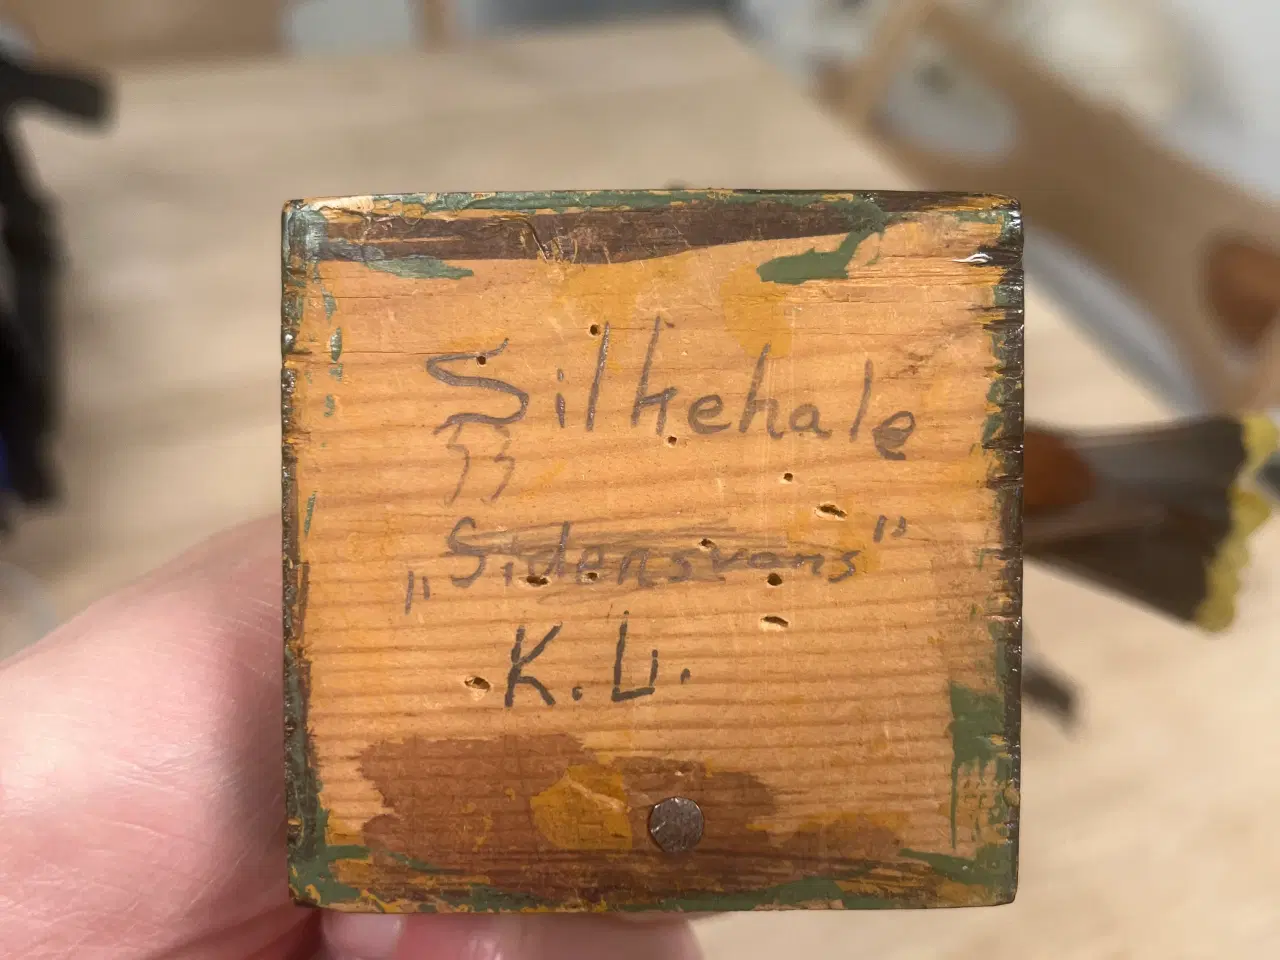 Silkehale
„Sidensvans”
K.L.